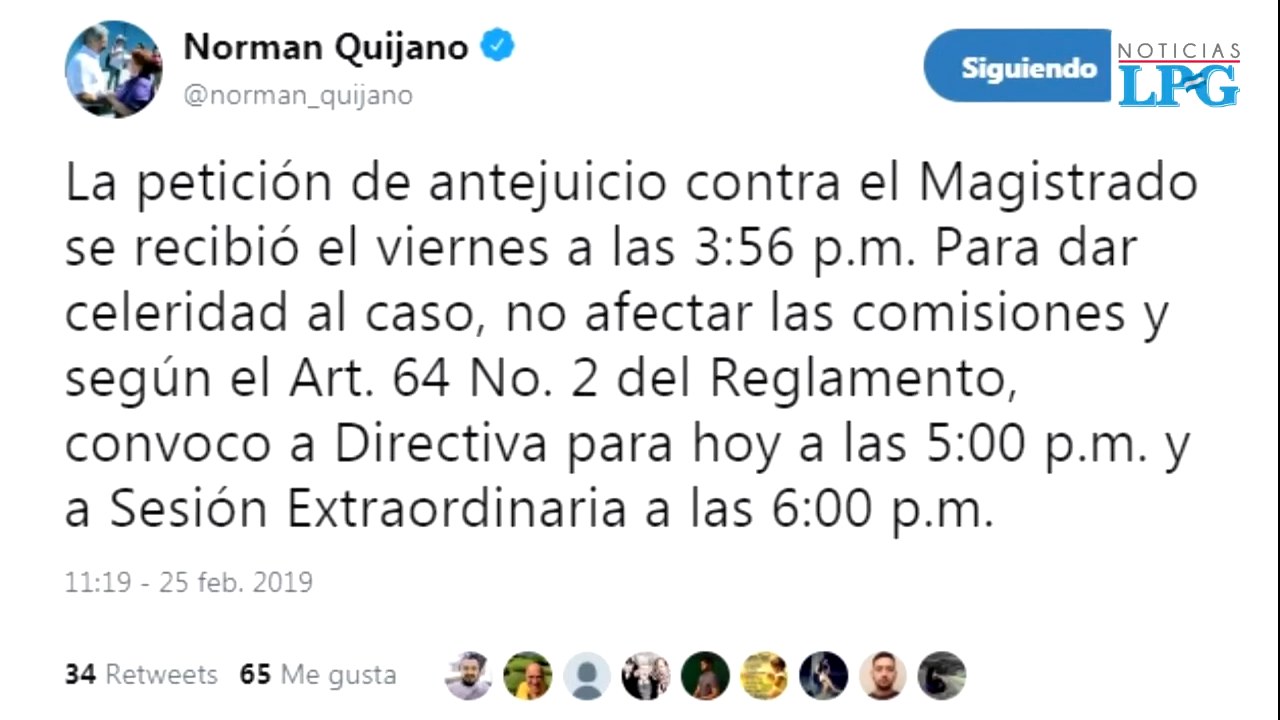 Norman Quijano
@norman_quijano
Siguiendo
NOTICIAS
LPG
La petición de antejuicio contra el Magistrado
se recibió el viernes a las 3:56 p.m. Para dar
celeridad al caso, no afectar las comisiones y
según el Art. 64 No. 2 del Reglamento,
convoco a Directiva para hoy a las 5:00 p.m. y
a Sesión Extraordinaria a las 6:00 p.m.
11:19 - 25 feb. 2019
34 Retweets 65 Me gusta